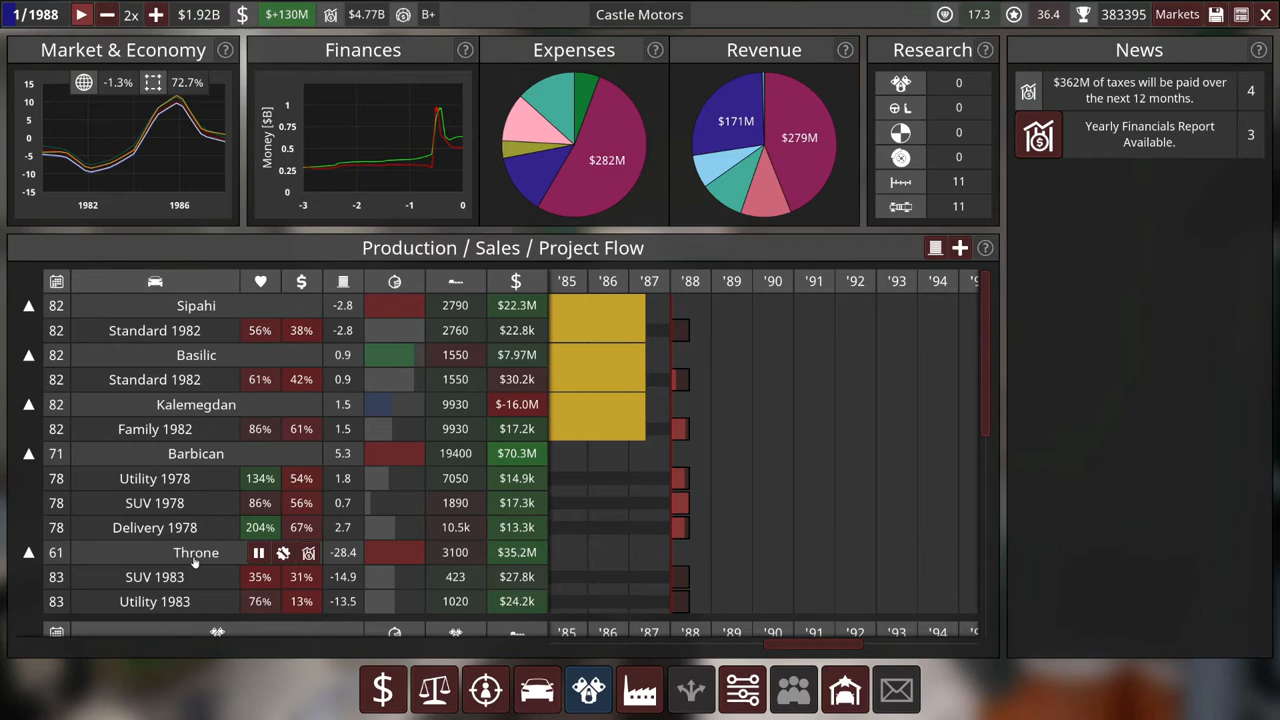 1/1988 2x $1.92B $ $+130M $4.77B B+ Castle Motors 17.3 36.4 383395 Markets
Market & Economy ?
-1.3% 72.7%
15
10
5
0
-5
-10
-15
1982 1986
Finances ?
Money [$B]
1
0.75
0.5
0.25
0
-3 -2 -1 0
Expenses ?
$282M
Revenue ?
$171M $279M
Research ?
0
0
0
0
11
11
News ?
$362M of taxes will be paid over the next 12 months. 4
Yearly Financials Report Available. 3
Production / Sales / Project Flow ?
$ $ '85 '86 '87 '88 '89 '90 '91 '92 '93 '94
82 Sipahi -2.8 2790 $22.3M
82 Standard 1982 56% 38% -2.8 2760 $22.8k
82 Basilic 0.9 1550 $7.97M
82 Standard 1982 61% 42% 0.9 1550 $30.2k
82 Kalemegdan 1.5 9930 $-16.0M
82 Family 1982 86% 61% 1.5 9930 $17.2k
71 Barbican 5.3 19400 $70.3M
78 Utility 1978 134% 54% 1.8 7050 $14.9k
78 SUV 1978 86% 56% 0.7 1890 $17.3k
78 Delivery 1978 204% 67% 2.7 10.5k $13.3k
61 Throne -28.4 3100 $35.2M
83 SUV 1983 35% 31% -14.9 423 $27.8k
83 Utility 1983 76% 13% -13.5 1020 $24.2k
'85 '86 '87 '88 '89 '90 '91 '92 '93 '94